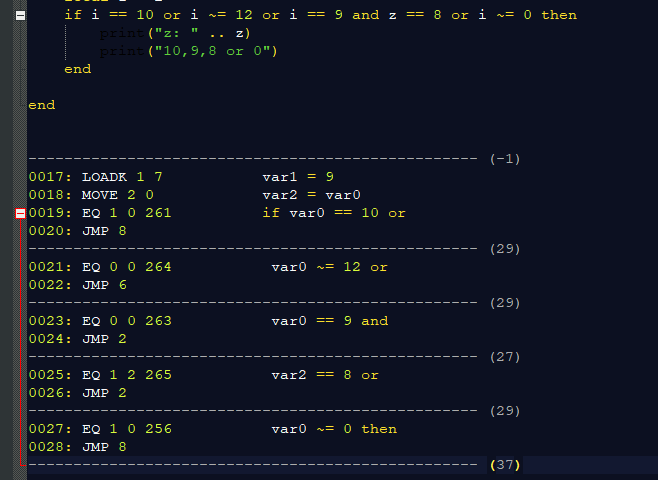 if i == 10 or i ~= 12 or i == 9 and z == 8 or i ~= 0 then
print("z: " .. z)
print("10,9,8 or 0")
end
end
-------------------------------------------------- (-1)
0017: LOADK 1 7 var1 = 9
0018: MOVE 2 0 var2 = var0
0019: EQ 1 0 261 if var0 == 10 or
0020: JMP 8
-------------------------------------------------- (29)
0021: EQ 0 0 264 var0 ~= 12 or
0022: JMP 6
-------------------------------------------------- (29)
0023: EQ 0 0 263 var0 == 9 and
0024: JMP 2
-------------------------------------------------- (27)
0025: EQ 1 2 265 var2 == 8 or
0026: JMP 2
-------------------------------------------------- (29)
0027: EQ 1 0 256 var0 ~= 0 then
0028: JMP 8
-------------------------------------------------- (37)